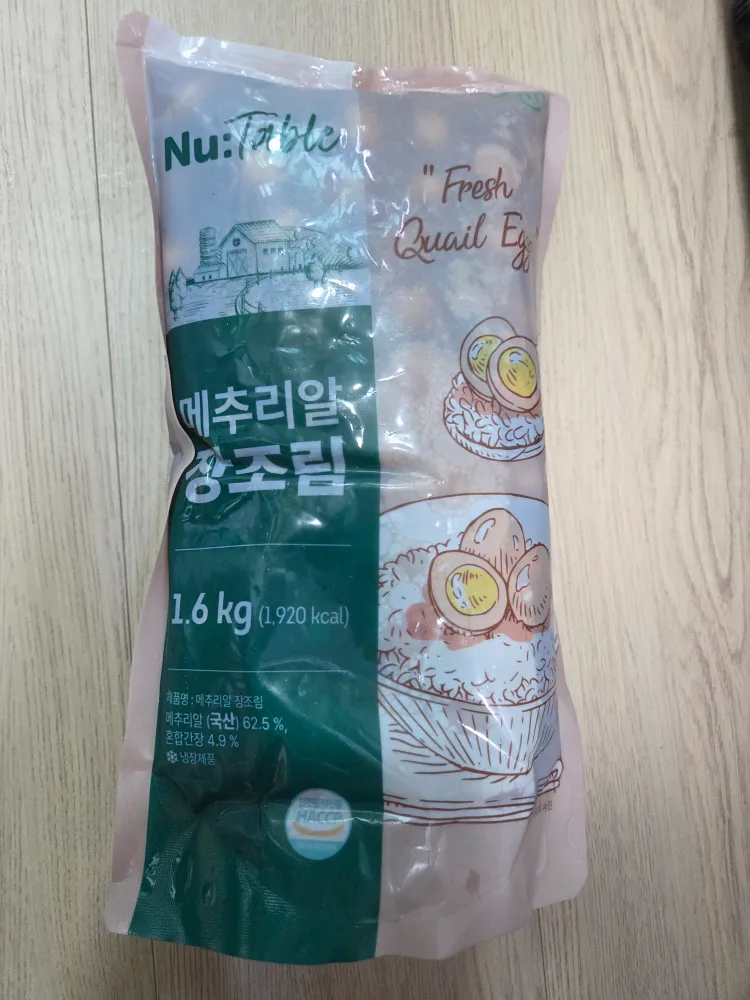 Nu:Table
"Fresh
Quail Egg"
메추리알
장조림
1.6 kg (1,920 kcal)
제품명 : 메추리알 장조림
메추리알 (국산) 62.5 %,
혼합간장 4.9 %
냉장제품
HACCP
사진